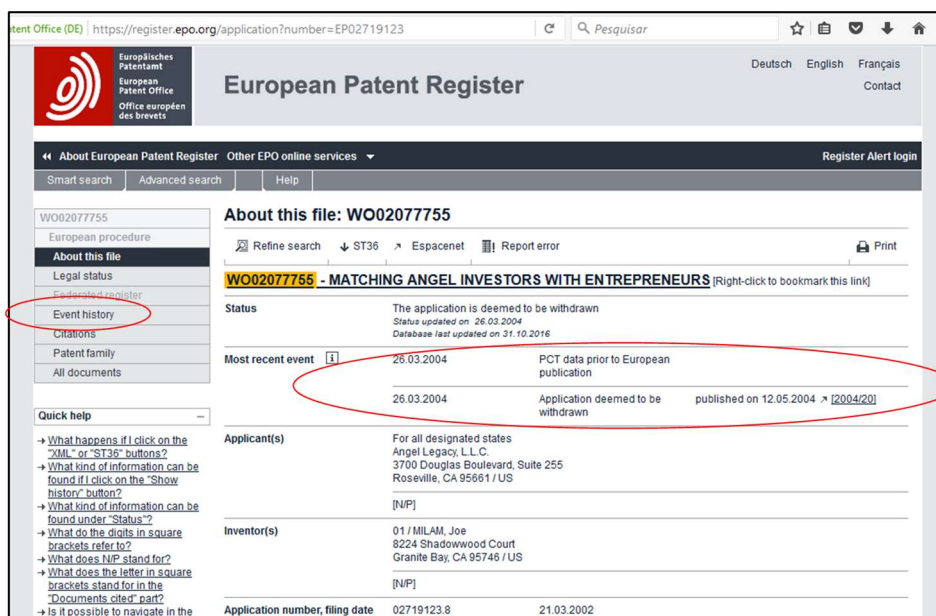 tent Office (DE) https://register.epo.org/application?number=EP02719123 Pesquisar
Europäisches
Patentamt
European
Patent Office
Office européen
des brevets
European Patent Register
Deutsch English Français
Contact
About European Patent Register Other EPO online services
Register Alert login
Smart search Advanced search Help
WO02077755
European procedure
About this file
Legal status
Federated register
Event history
Citations
Patent family
All documents
Quick help
What happens if I click on the
"XML" or "ST36" buttons?
What kind of information can be
found if I click on the "Show
history" button?
What kind of information can be
found under "Status"?
What do the digits in square
brackets refer to?
What does N/P stand for?
What does the letter in square
brackets stand for in the
"Documents cited" part?
Is it possible to navigate in the
About this file: WO02077755
Refine search ST36 Espacenet Report error Print
WO02077755 - MATCHING ANGEL INVESTORS WITH ENTREPRENEURS [Right-click to bookmark this link]
Status The application is deemed to be withdrawn
Status updated on 26.03.2004
Database last updated on 31.10.2016
Most recent event i 26.03.2004 PCT data prior to European
publication
26.03.2004 Application deemed to be published on 12.05.2004 [2004/20]
withdrawn
Applicant(s) For all designated states
Angel Legacy, L.L.C.
3700 Douglas Boulevard, Suite 255
Roseville, CA 95661 / US
[N/P]
Inventor(s) 01 / MILAM, Joe
8224 Shadowwood Court
Granite Bay, CA 95746 / US
[N/P]
Application number, filing date 02719123.8 21.03.2002